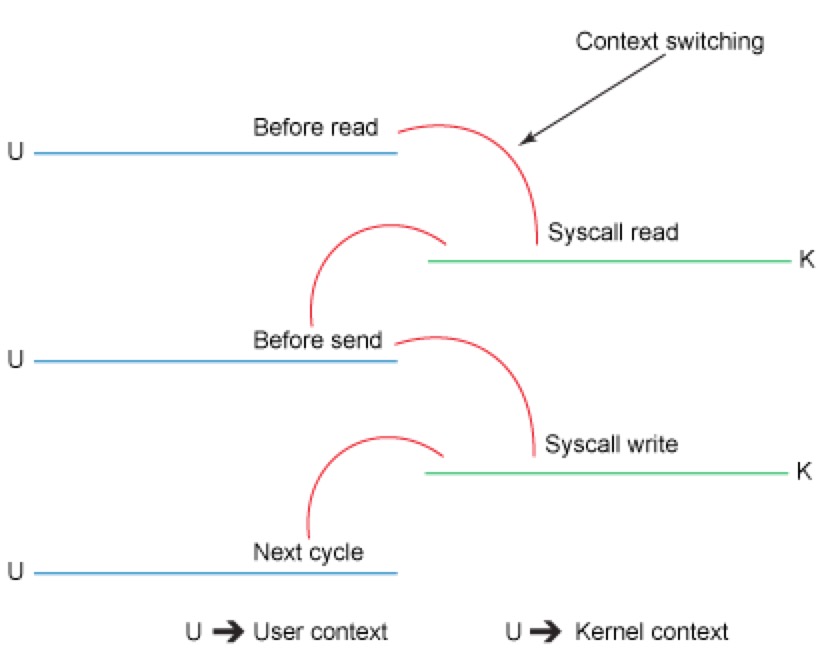 Context switching
Before read
U
Syscall read
K
Before send
U
Syscall write
K
Next cycle
U
U ➔ User context
U ➔ Kernel context